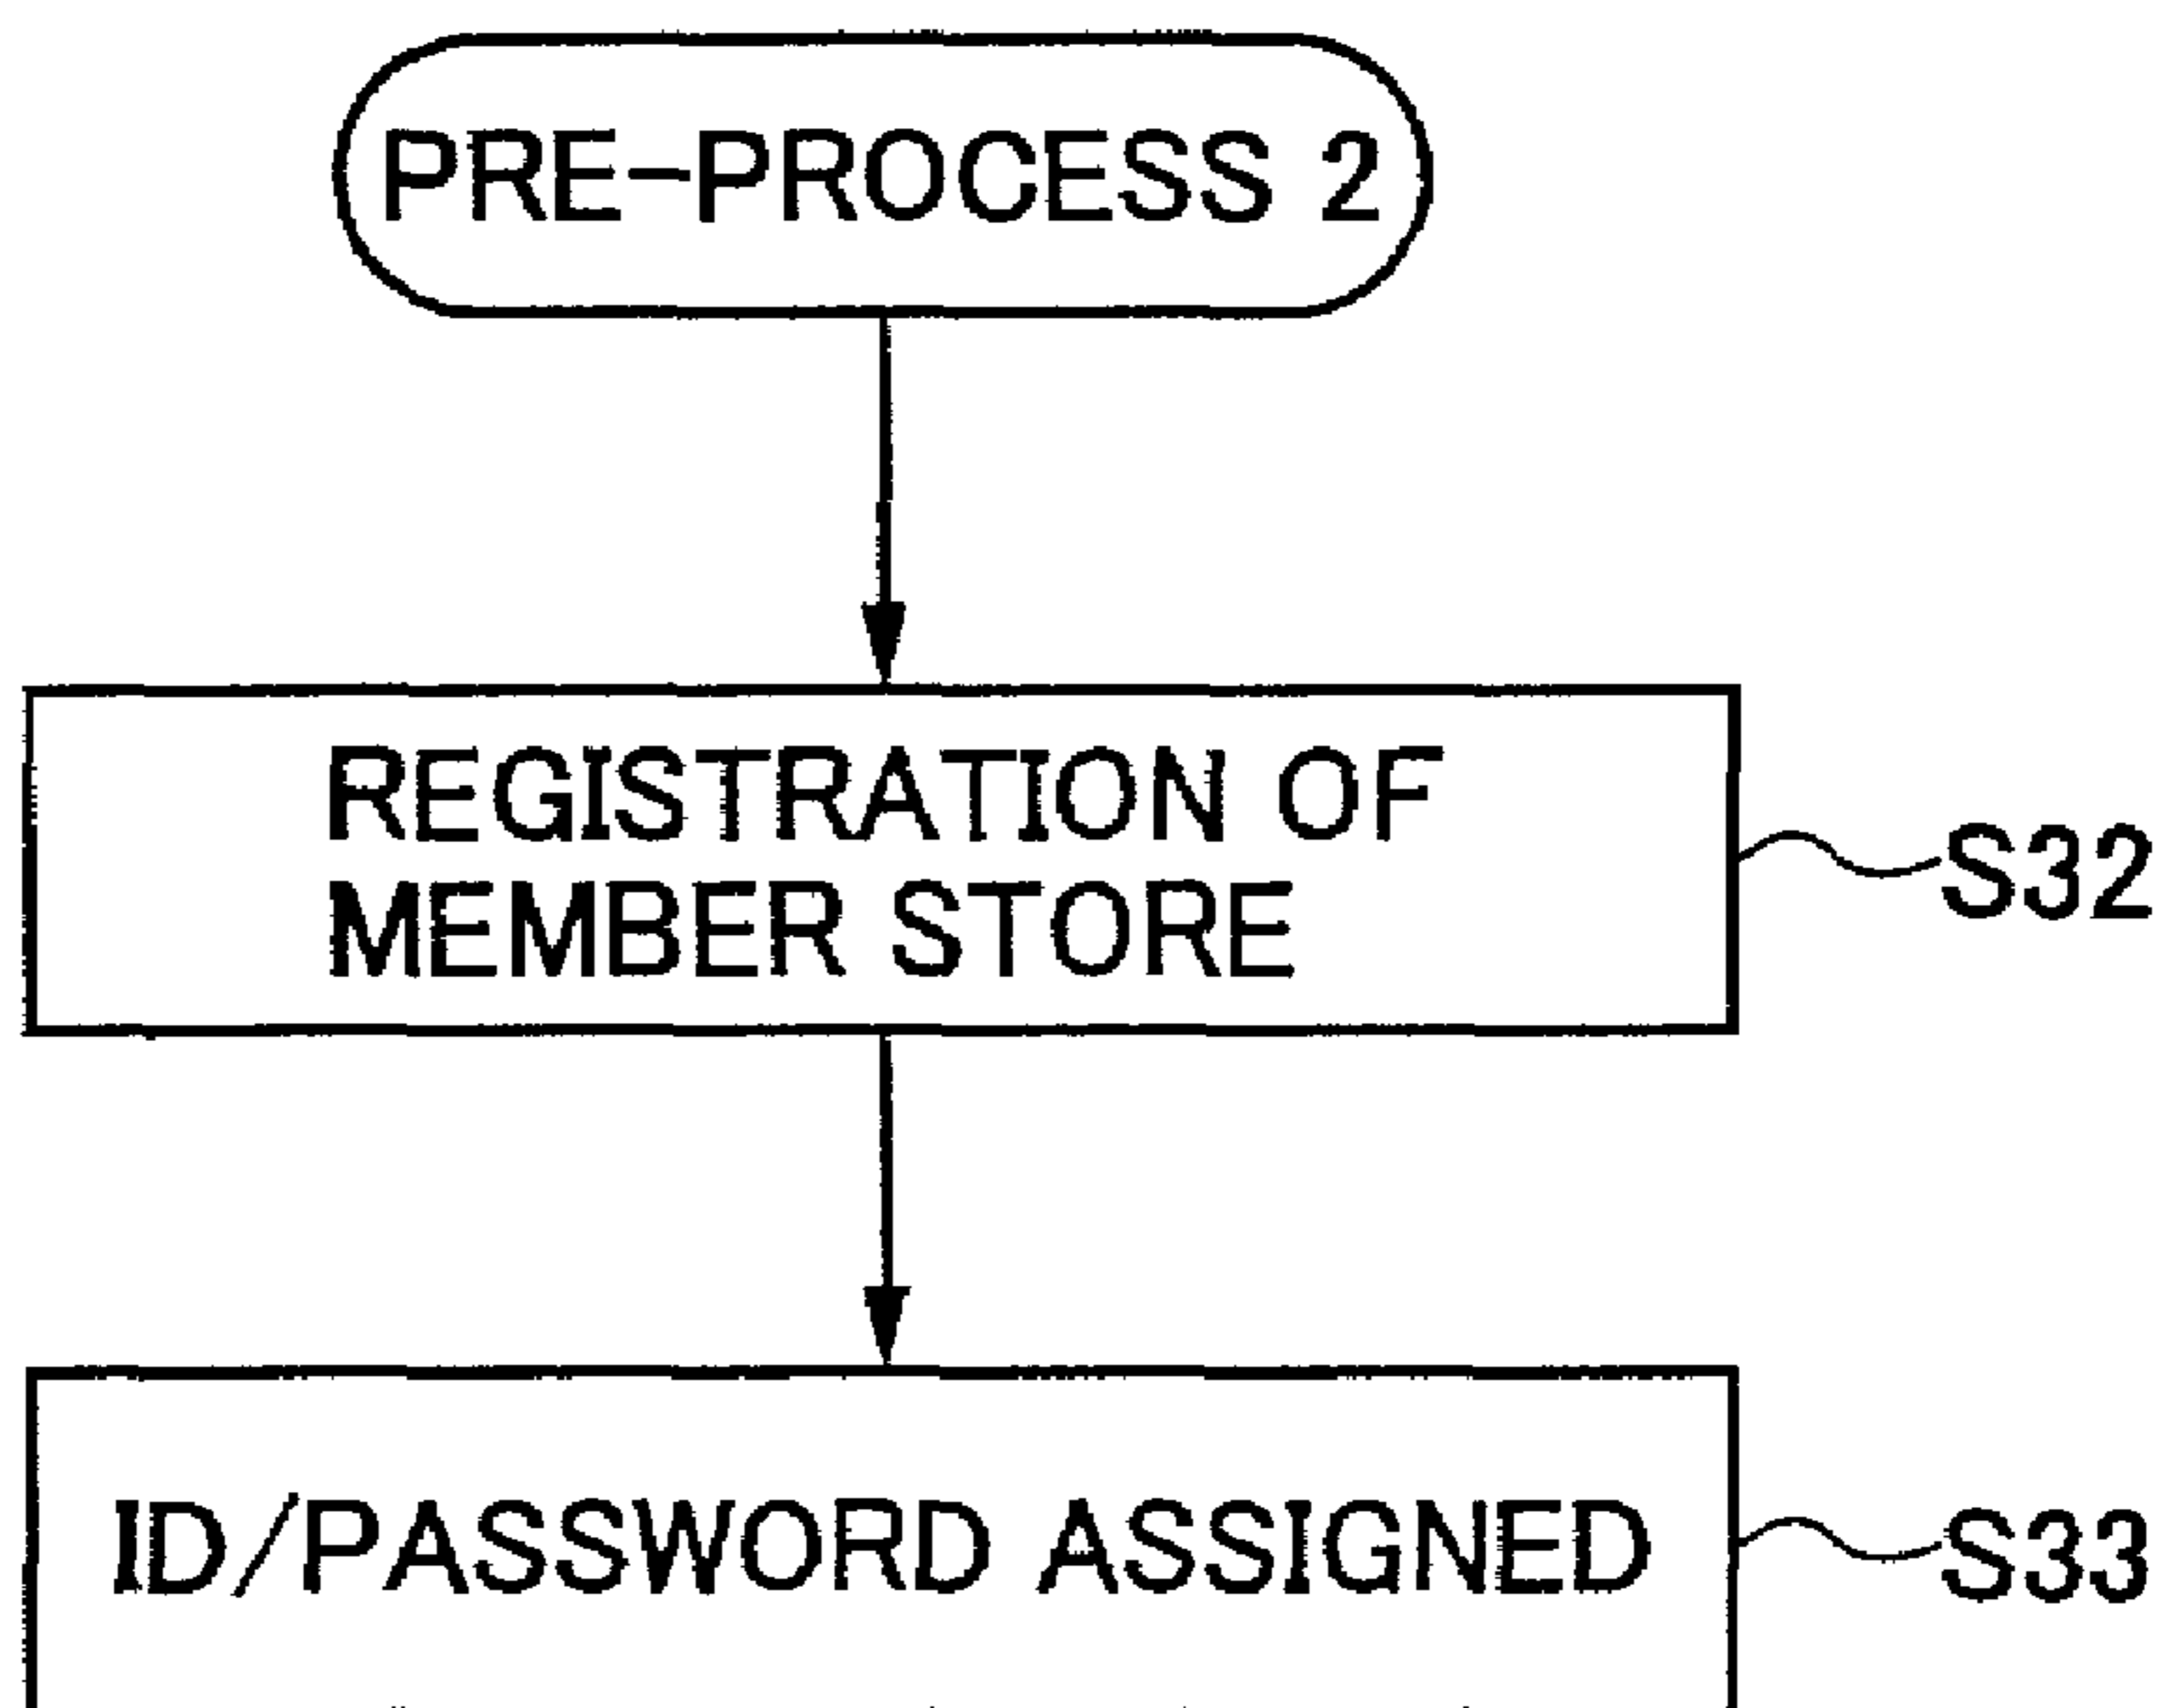 PRE-PROCESS 2
REGISTRATION OF
MEMBER STORE
S32
ID/PASSWORD ASSIGNED
S33